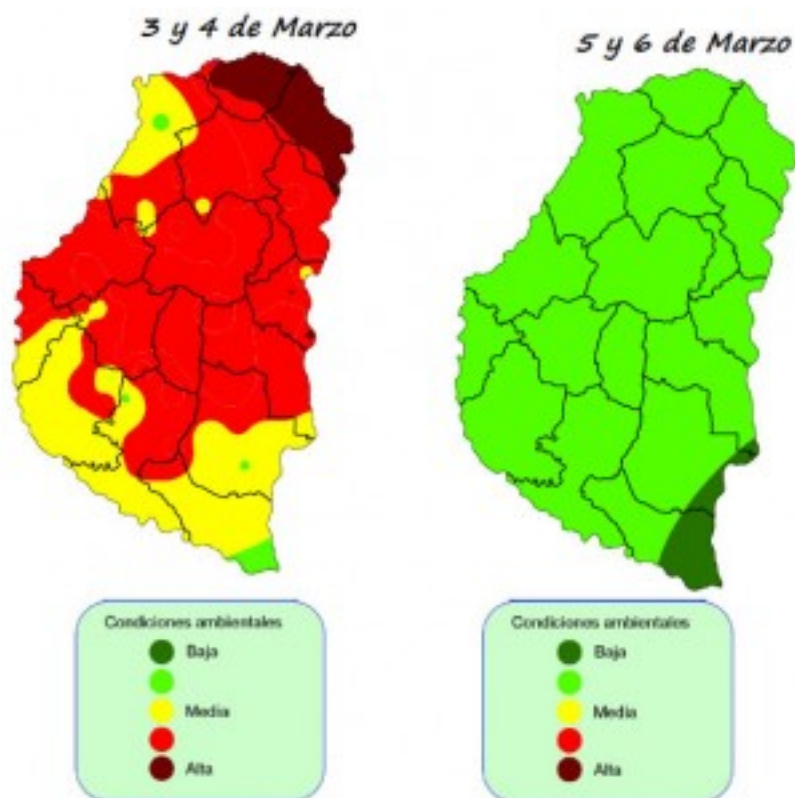 3 y 4 de Marzo
5 y 6 de Marzo
Condiciones ambientales
Baja
Media
Alta
Condiciones ambientales
Baja
Media
Alta